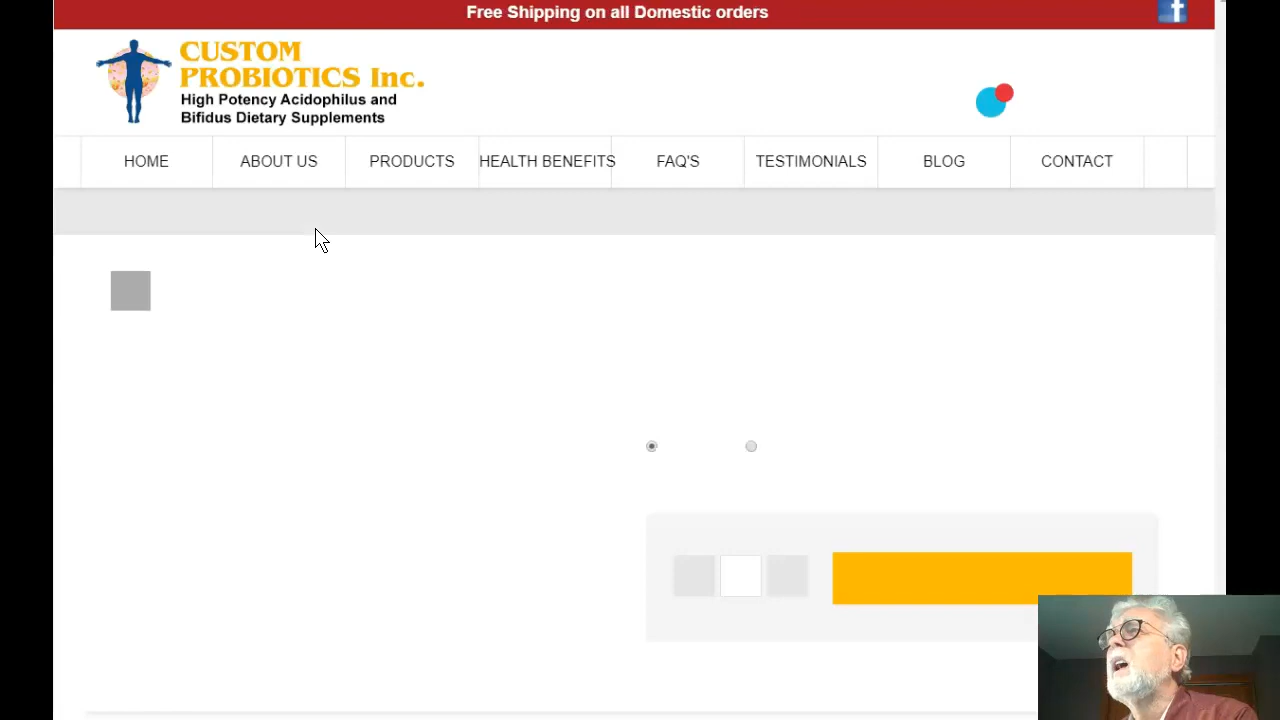 Free Shipping on all Domestic orders
f
CUSTOM
PROBIOTICS Inc.
High Potency Acidophilus and
Bifidus Dietary Supplements
HOME ABOUT US PRODUCTS HEALTH BENEFITS FAQ'S TESTIMONIALS BLOG CONTACT